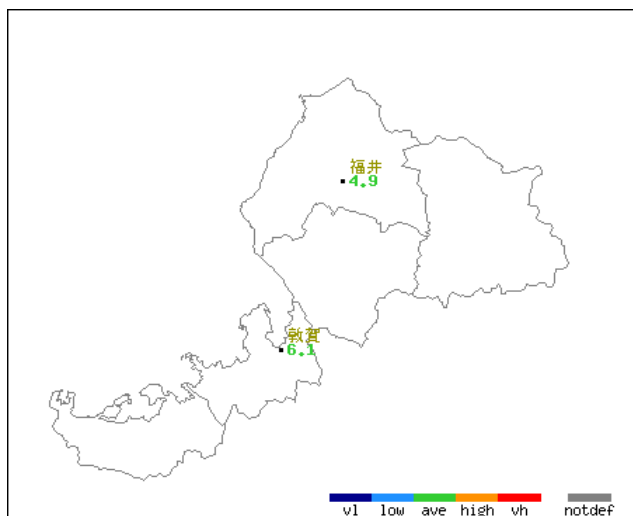 福井
4.9
敦賀
6.1
vl low ave high vh notdef